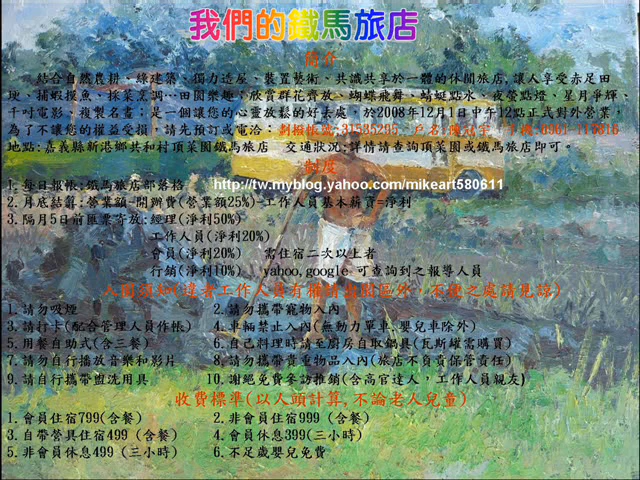 我們的鐵馬旅店
簡介
結合自然農耕、綠建築、獨力造屋、裝置藝術、共識共享於一體的休閒旅店,讓人享受赤足田
埂、捕蝦摸魚、採菜烹調…田園樂趣；欣賞群花齊放、蝴蝶飛舞、蜻蜓點水、夜螢點燈、星月爭輝、
千吋電影、複製名畫；是一個讓您的心靈放鬆的好去處，於2008年12月1日中午12點正式對外營業，
為了不讓您的權益受損，請先預訂或電洽：劃撥帳號:31535285
地點:嘉義縣新港鄉共和村頂菜園鐵馬旅店 交通狀況:詳情請查詢頂菜園或鐵馬旅店即可。
制度
1.每日報帳:鐵馬旅店部落格 http://tw.myblog.yahoo.com/mikeart580611
2.月底結算:營業額-開辦費(營業額25%)-工作人員基本薪資=淨利
3.隔月5日前匯票寄放:經理(淨利50%)
工作人員(淨利20%)
會員(淨利20%) 需住宿二次以上者
行銷(淨利10%) yahoo,google 可查詢到之報導人員
入園須知(違者工作人員有權請出園區外，不便之處請見諒)
1.請勿吸煙 2.請勿攜帶寵物入內
3.請打卡(配合管理人員作帳) 4.車輛禁止入內(無動力單車.嬰兒車除外)
5.用餐自助式(含三餐) 6.自己料理時請至廚房自取鍋具(瓦斯罐需購買)
7.請勿自行播放音樂和影片 8.請勿攜帶貴重物品入內(旅店不負責保管責任)
9.請自行攜帶盥洗用具 10.謝絕免費參訪推銷(含高官達人，工作人員親友)
收費標準(以人頭計算,不論老人兒童)
1.會員住宿799(含餐) 2.非會員住宿999 (含餐)
3.自帶營具住宿499 (含餐) 4.會員休息399(三小時)
5.非會員休息499 (三小時) 6.不足歲嬰兒免費